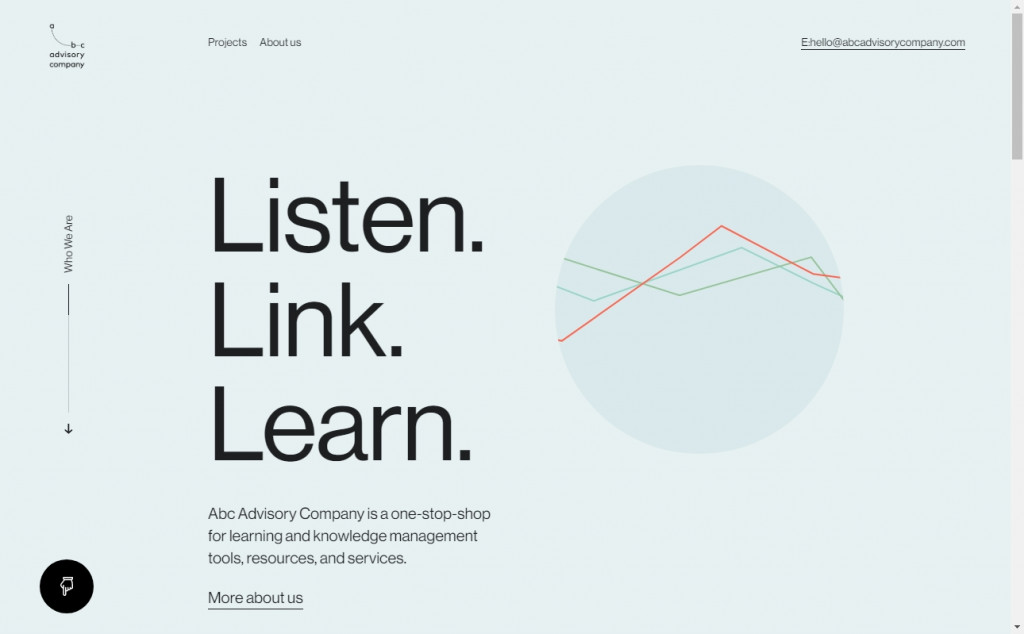 a
b-c
advisory
company
Projects
About us
E:hello@abcadvisorycompany.com
Who We Are
Listen.
Link.
Learn.
Abc Advisory Company is a one-stop-shop
for learning and knowledge management
tools, resources, and services.
More about us